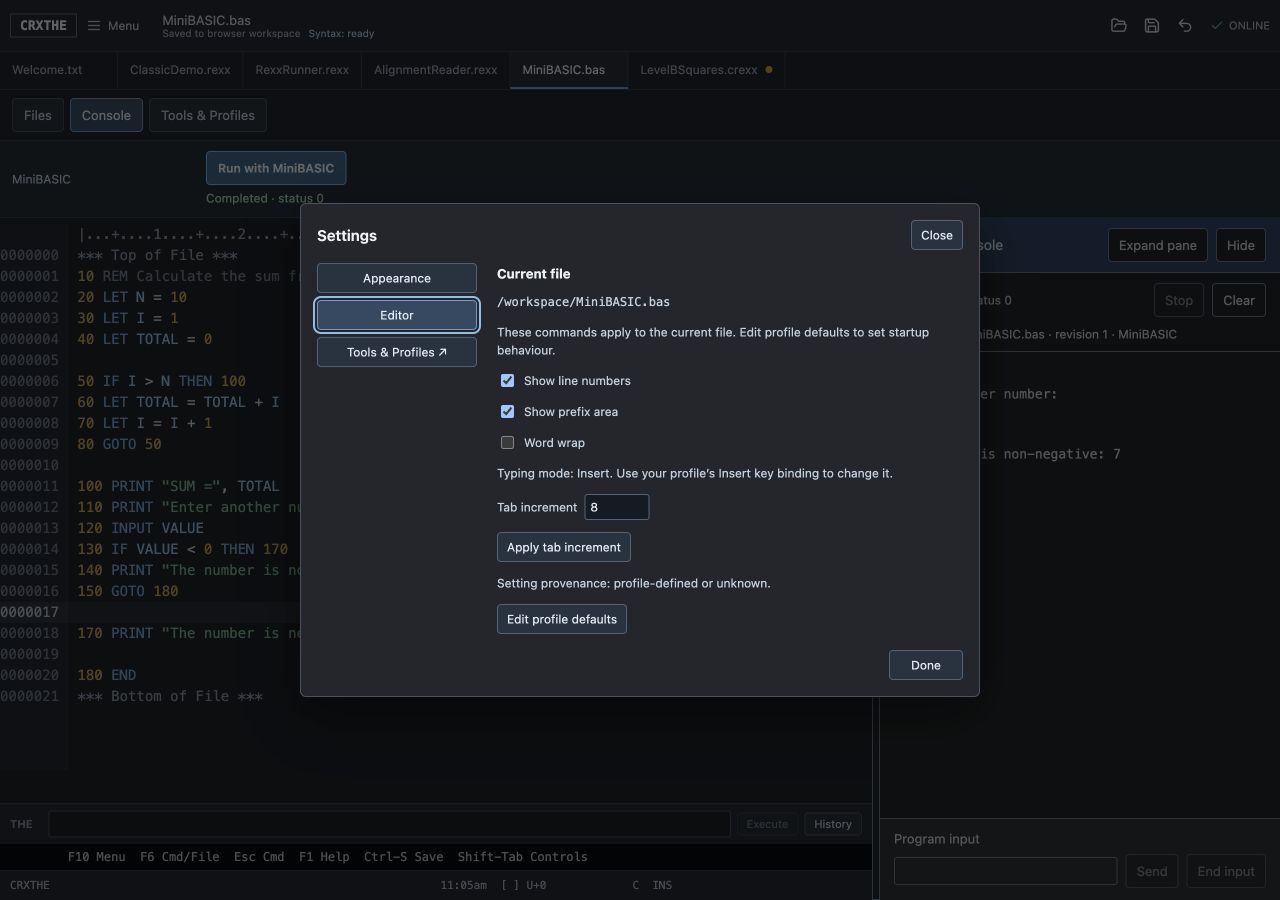 CRXTHE
Menu
MiniBASIC.bas
Saved to browser workspace Syntax: ready
ONLINE
Welcome.txt ClassicDemo.rexx RexxRunner.rexx AlignmentReader.rexx MiniBASIC.bas LevelBSquares.crexx
Files Console Tools & Profiles
MiniBASIC
Run with MiniBASIC
Completed · status 0
|...+....1....+....2....+..
0000000 *** Top of File ***
0000001 10 REM Calculate the sum
0000002 20 LET N = 10
0000003 30 LET I = 1
0000004 40 LET TOTAL = 0
0000005
0000006 50 IF I > N THEN 100
0000007 60 LET TOTAL = TOTAL + I
0000008 70 LET I = I + 1
0000009 80 GOTO 50
0000010
0000011 100 PRINT "SUM =", TOTAL
0000012 110 PRINT "Enter another
0000013 120 INPUT VALUE
0000014 130 IF VALUE < 0 THEN 170
0000015 140 PRINT "The number is
0000016 150 GOTO 180
0000017
0000018 170 PRINT "The number is
0000019
0000020 180 END
0000021 *** Bottom of File ***
Settings
Close
Appearance
Editor
Tools & Profiles ↗
Current file
/workspace/MiniBASIC.bas
These commands apply to the current file. Edit profile defaults to set startup
behaviour.
Show line numbers
Show prefix area
Word wrap
Typing mode: Insert. Use your profile’s Insert key binding to change it.
Tab increment 8
Apply tab increment
Setting provenance: profile-defined or unknown.
Edit profile defaults
Done
Expand pane Hide
0
Stop Clear
· revision 1 · MiniBASIC
number:
is non-negative: 7
THE
Execute History
F10 Menu F6 Cmd/File Esc Cmd F1 Help Ctrl-S Save Shift-Tab Controls
CRXTHE 11:05am [ ] U+0 C INS
Program input
Send End input